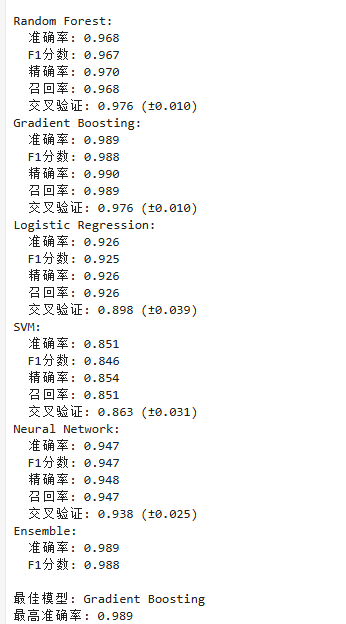 Random Forest:
准确率: 0.968
F1分数: 0.967
精确率: 0.970
召回率: 0.968
交叉验证: 0.976 (±0.010)
Gradient Boosting:
准确率: 0.989
F1分数: 0.988
精确率: 0.990
召回率: 0.989
交叉验证: 0.976 (±0.010)
Logistic Regression:
准确率: 0.926
F1分数: 0.925
精确率: 0.926
召回率: 0.926
交叉验证: 0.898 (±0.039)
SVM:
准确率: 0.851
F1分数: 0.846
精确率: 0.854
召回率: 0.851
交叉验证: 0.863 (±0.031)
Neural Network:
准确率: 0.947
F1分数: 0.947
精确率: 0.948
召回率: 0.947
交叉验证: 0.938 (±0.025)
Ensemble:
准确率: 0.989
F1分数: 0.988
最佳模型: Gradient Boosting
最高准确率: 0.989